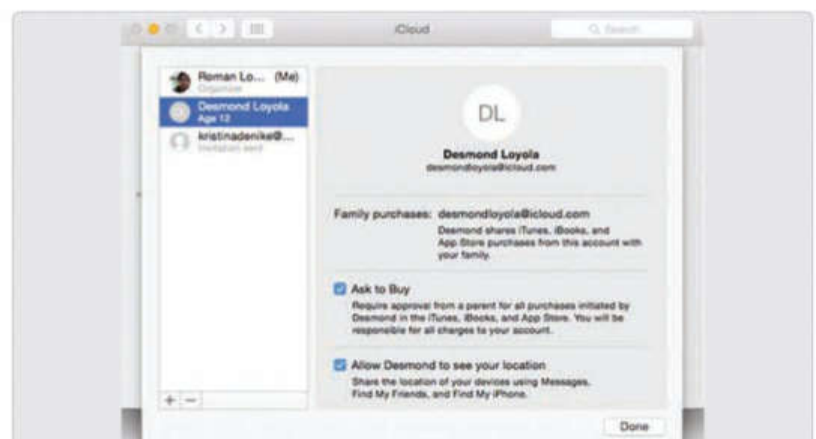 iCloud
Search
Roman Lo... (Me)
Organizer
Desmond Loyola
Age 12
kristinadenike@...
Invitation sent
DL
Desmond Loyola
desmondloyola@icloud.com
Family purchases: desmondloyola@icloud.com
Desmond shares iTunes, iBooks, and
App Store purchases from this account with
your family.
Ask to Buy
Require approval from a parent for all purchases initiated by
Desmond in the iTunes, iBooks, and App Store. You will be
responsible for all charges to your account.
Allow Desmond to see your location
Share the location of your devices using Messages,
Find My Friends, and Find My iPhone.
Done